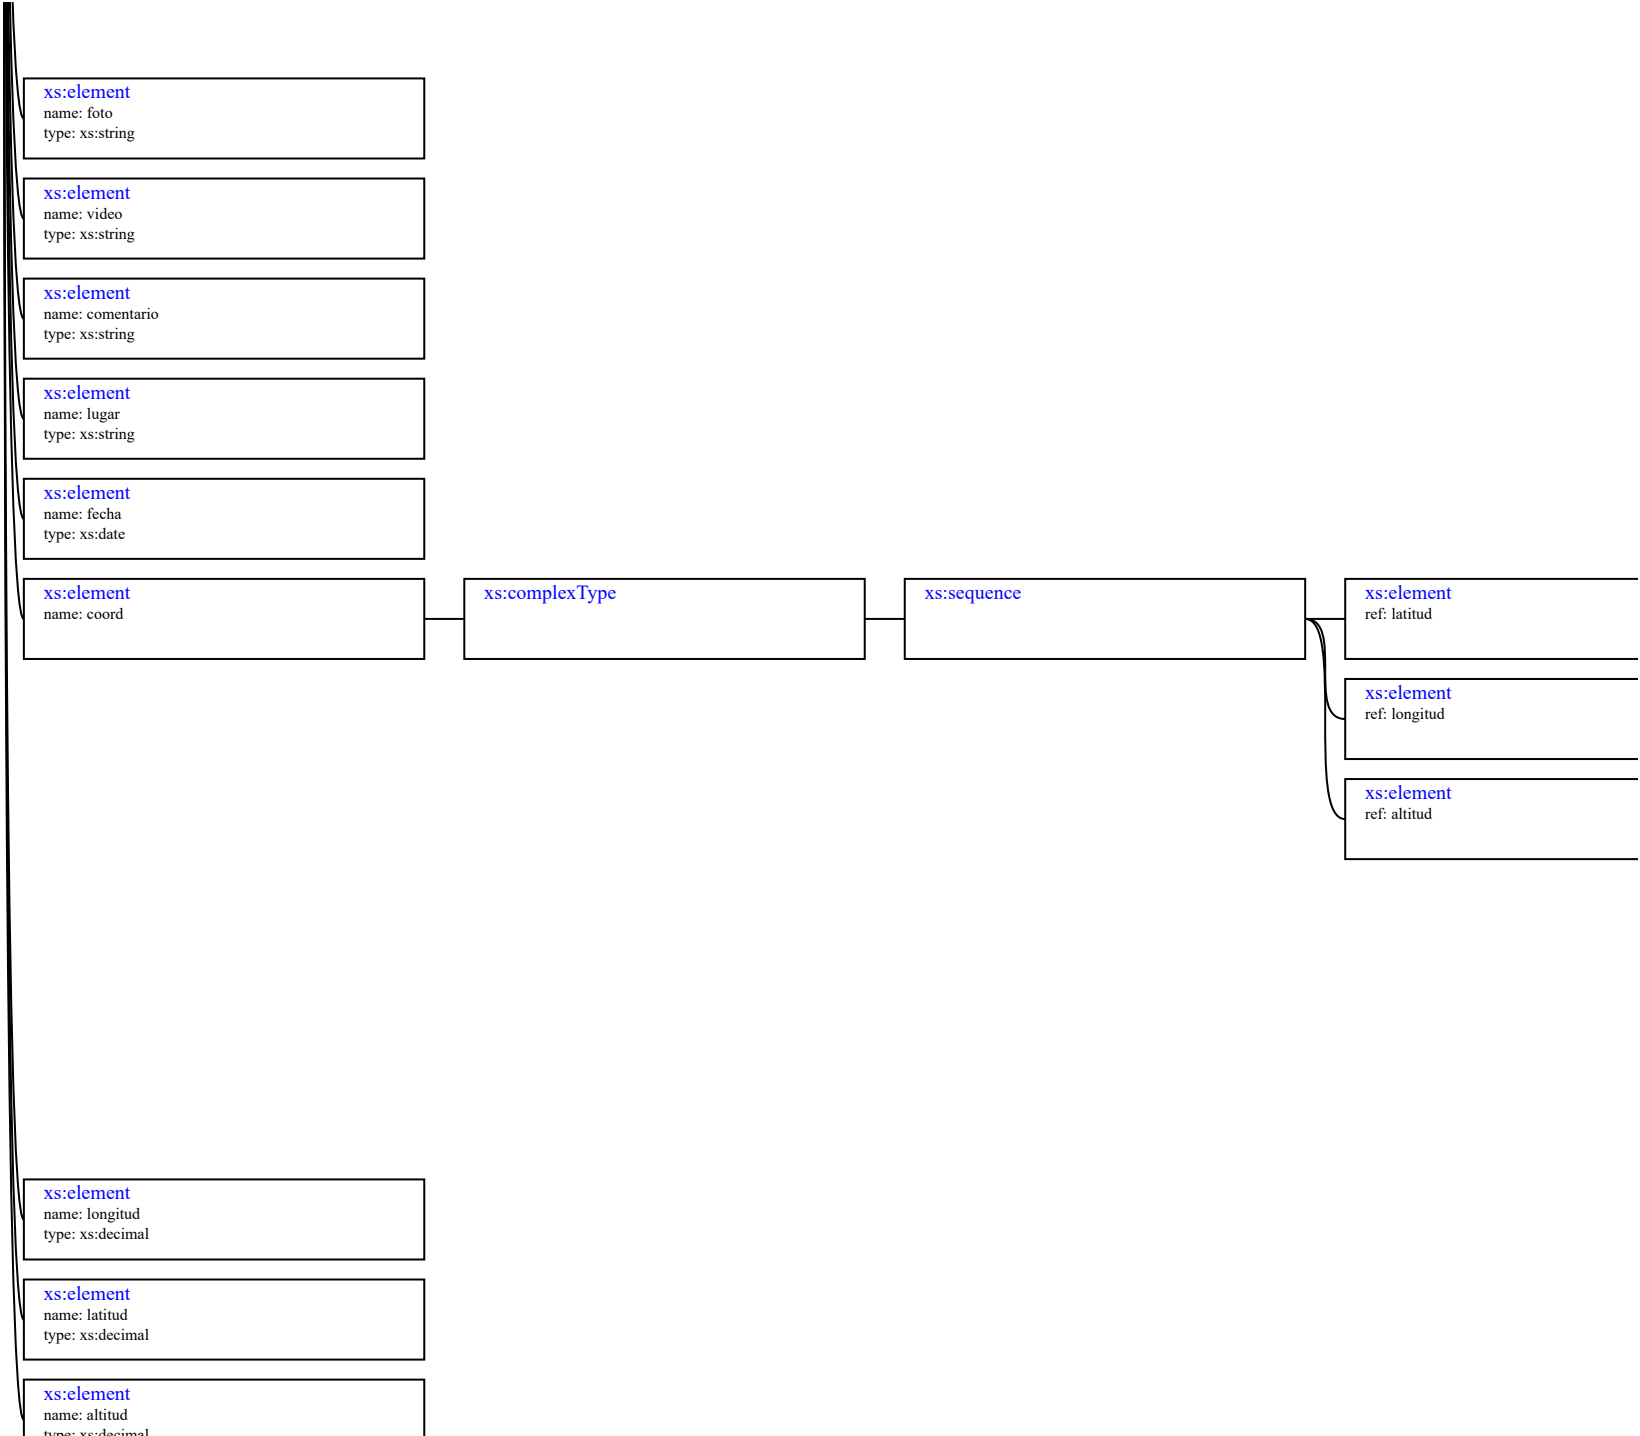 xs:element
name: foto
type: xs:string
xs:element
name: video
type: xs:string
xs:element
name: comentario
type: xs:string
xs:element
name: lugar
type: xs:string
xs:element
name: fecha
type: xs:date
xs:element
name: coord
xs:complexType
xs:sequence
xs:element
ref: latitud
xs:element
ref: longitud
xs:element
ref: altitud
xs:element
name: longitud
type: xs:decimal
xs:element
name: latitud
type: xs:decimal
xs:element
name: altitud
type: xs:decimal